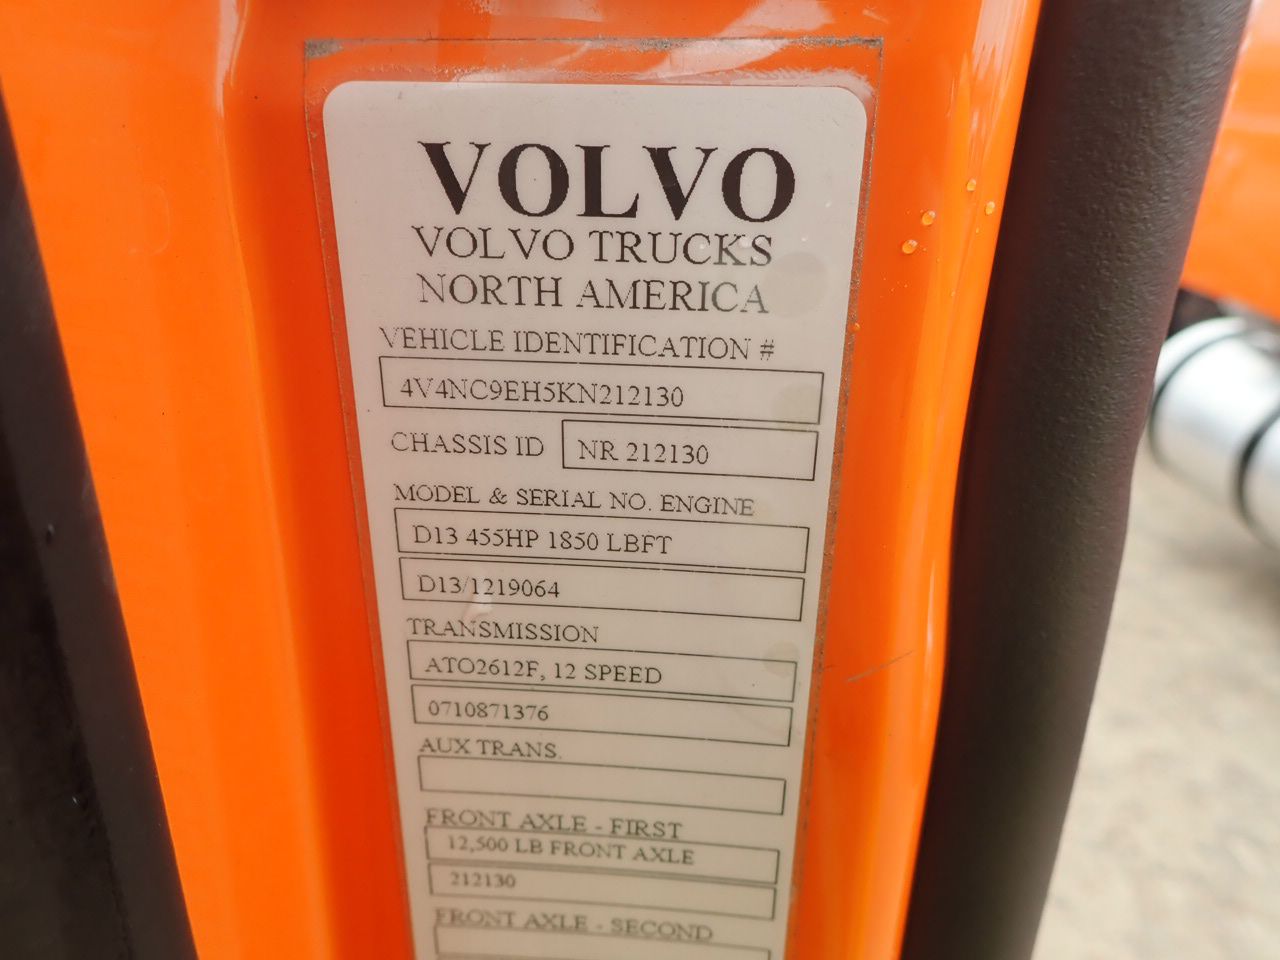 VOLVO
VOLVO TRUCKS
NORTH AMERICA
VEHICLE IDENTIFICATION #
4V4NC9EH5KN212130
CHASSIS ID NR 212130
MODEL & SERIAL NO. ENGINE
D13 455HP 1850 LBFT
D13/1219064
TRANSMISSION
ATO2612F, 12 SPEED
0710871376
AUX TRANS.
FRONT AXLE - FIRST
12,500 LB FRONT AXLE
212130
FRONT AXLE - SECOND